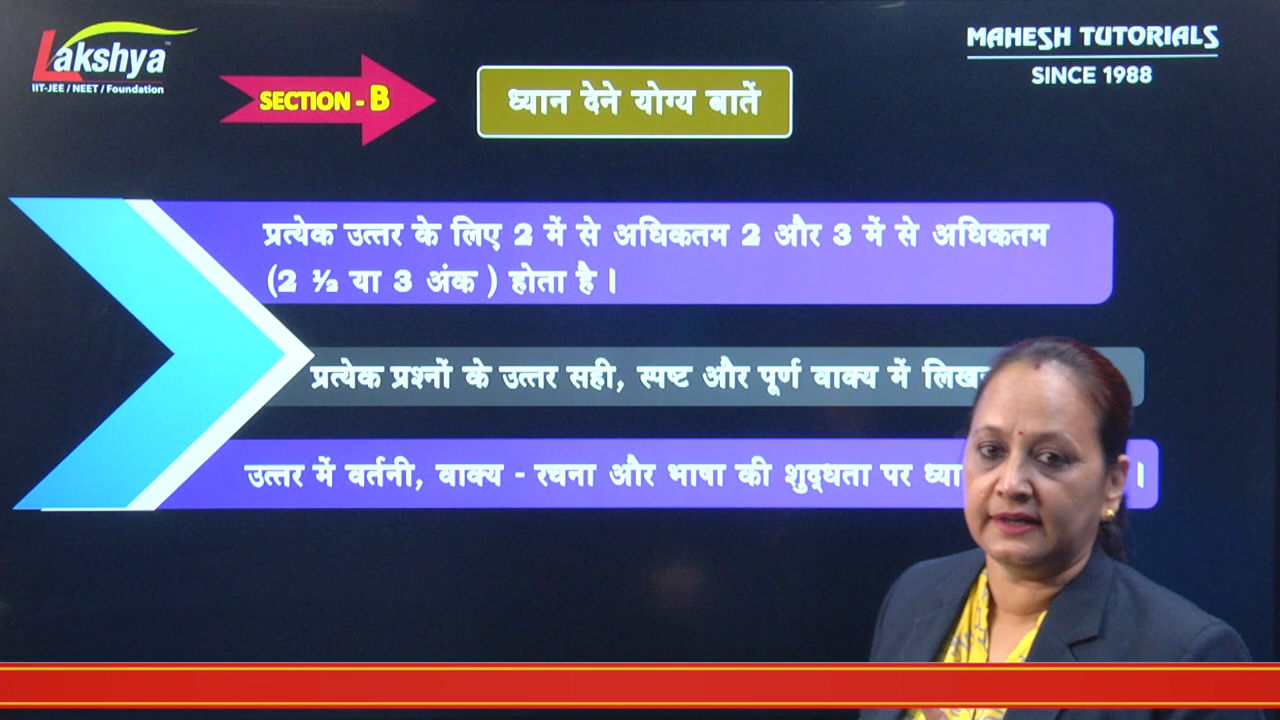 Lakshya
IIT-JEE / NEET / Foundation
MAHESH TUTORIALS
SINCE 1988
SECTION - B
ध्यान देने योग्य बातें
प्रत्येक उत्तर के लिए 2 में से अधिकतम 2 और 3 में से अधिकतम
(2 ½ या 3 अंक ) होता है ।
प्रत्येक प्रश्नों के उत्तर सही, स्पष्ट और पूर्ण वाक्य में
उत्तर में वर्तनी, वाक्य - रचना और भाषा की शुद्धता पर ।